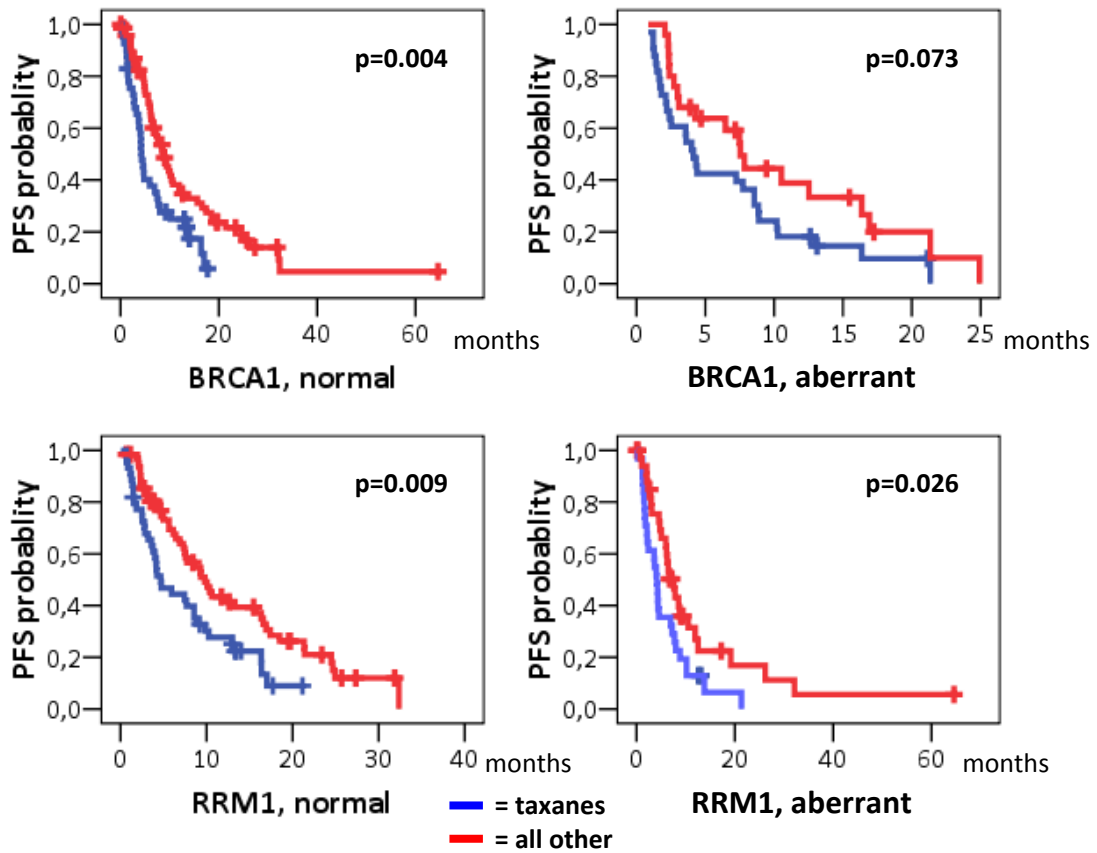 PFS probablity
1,0
0,8
0,6
0,4
0,2
0,0
p=0.004
0 20 40 60 months
BRCA1, normal
PFS probablity
1,0
0,8
0,6
0,4
0,2
0,0
p=0.073
0 5 10 15 20 25 months
BRCA1, aberrant
PFS probablity
1,0
0,8
0,6
0,4
0,2
0,0
p=0.009
0 10 20 30 40 months
RRM1, normal
PFS probablity
1,0
0,8
0,6
0,4
0,2
0,0
p=0.026
0 20 40 60 months
RRM1, aberrant
= taxanes
= all other